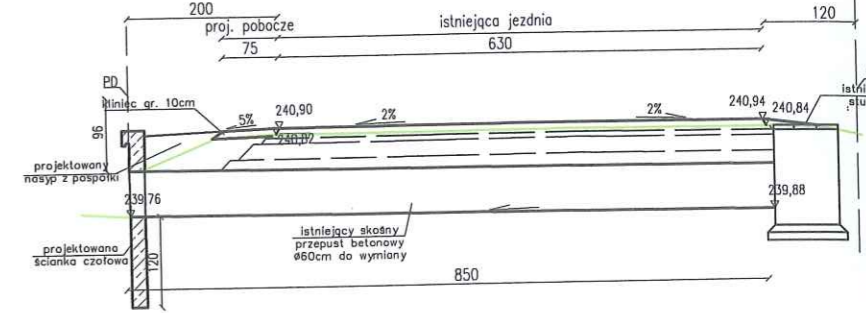 200
proj. pobocze
istniejąca jezdnia
120
75
630
PD
kliniec gr. 10cm
5%
240,90
2%
2%
240,94
240,84
istni
96
projektowany
nasyp z pospółki
239,76
239,88
projektowana
ścianka czołowa
120
istniejący skośny
przepust betonowy
ø60cm do wymiany
850